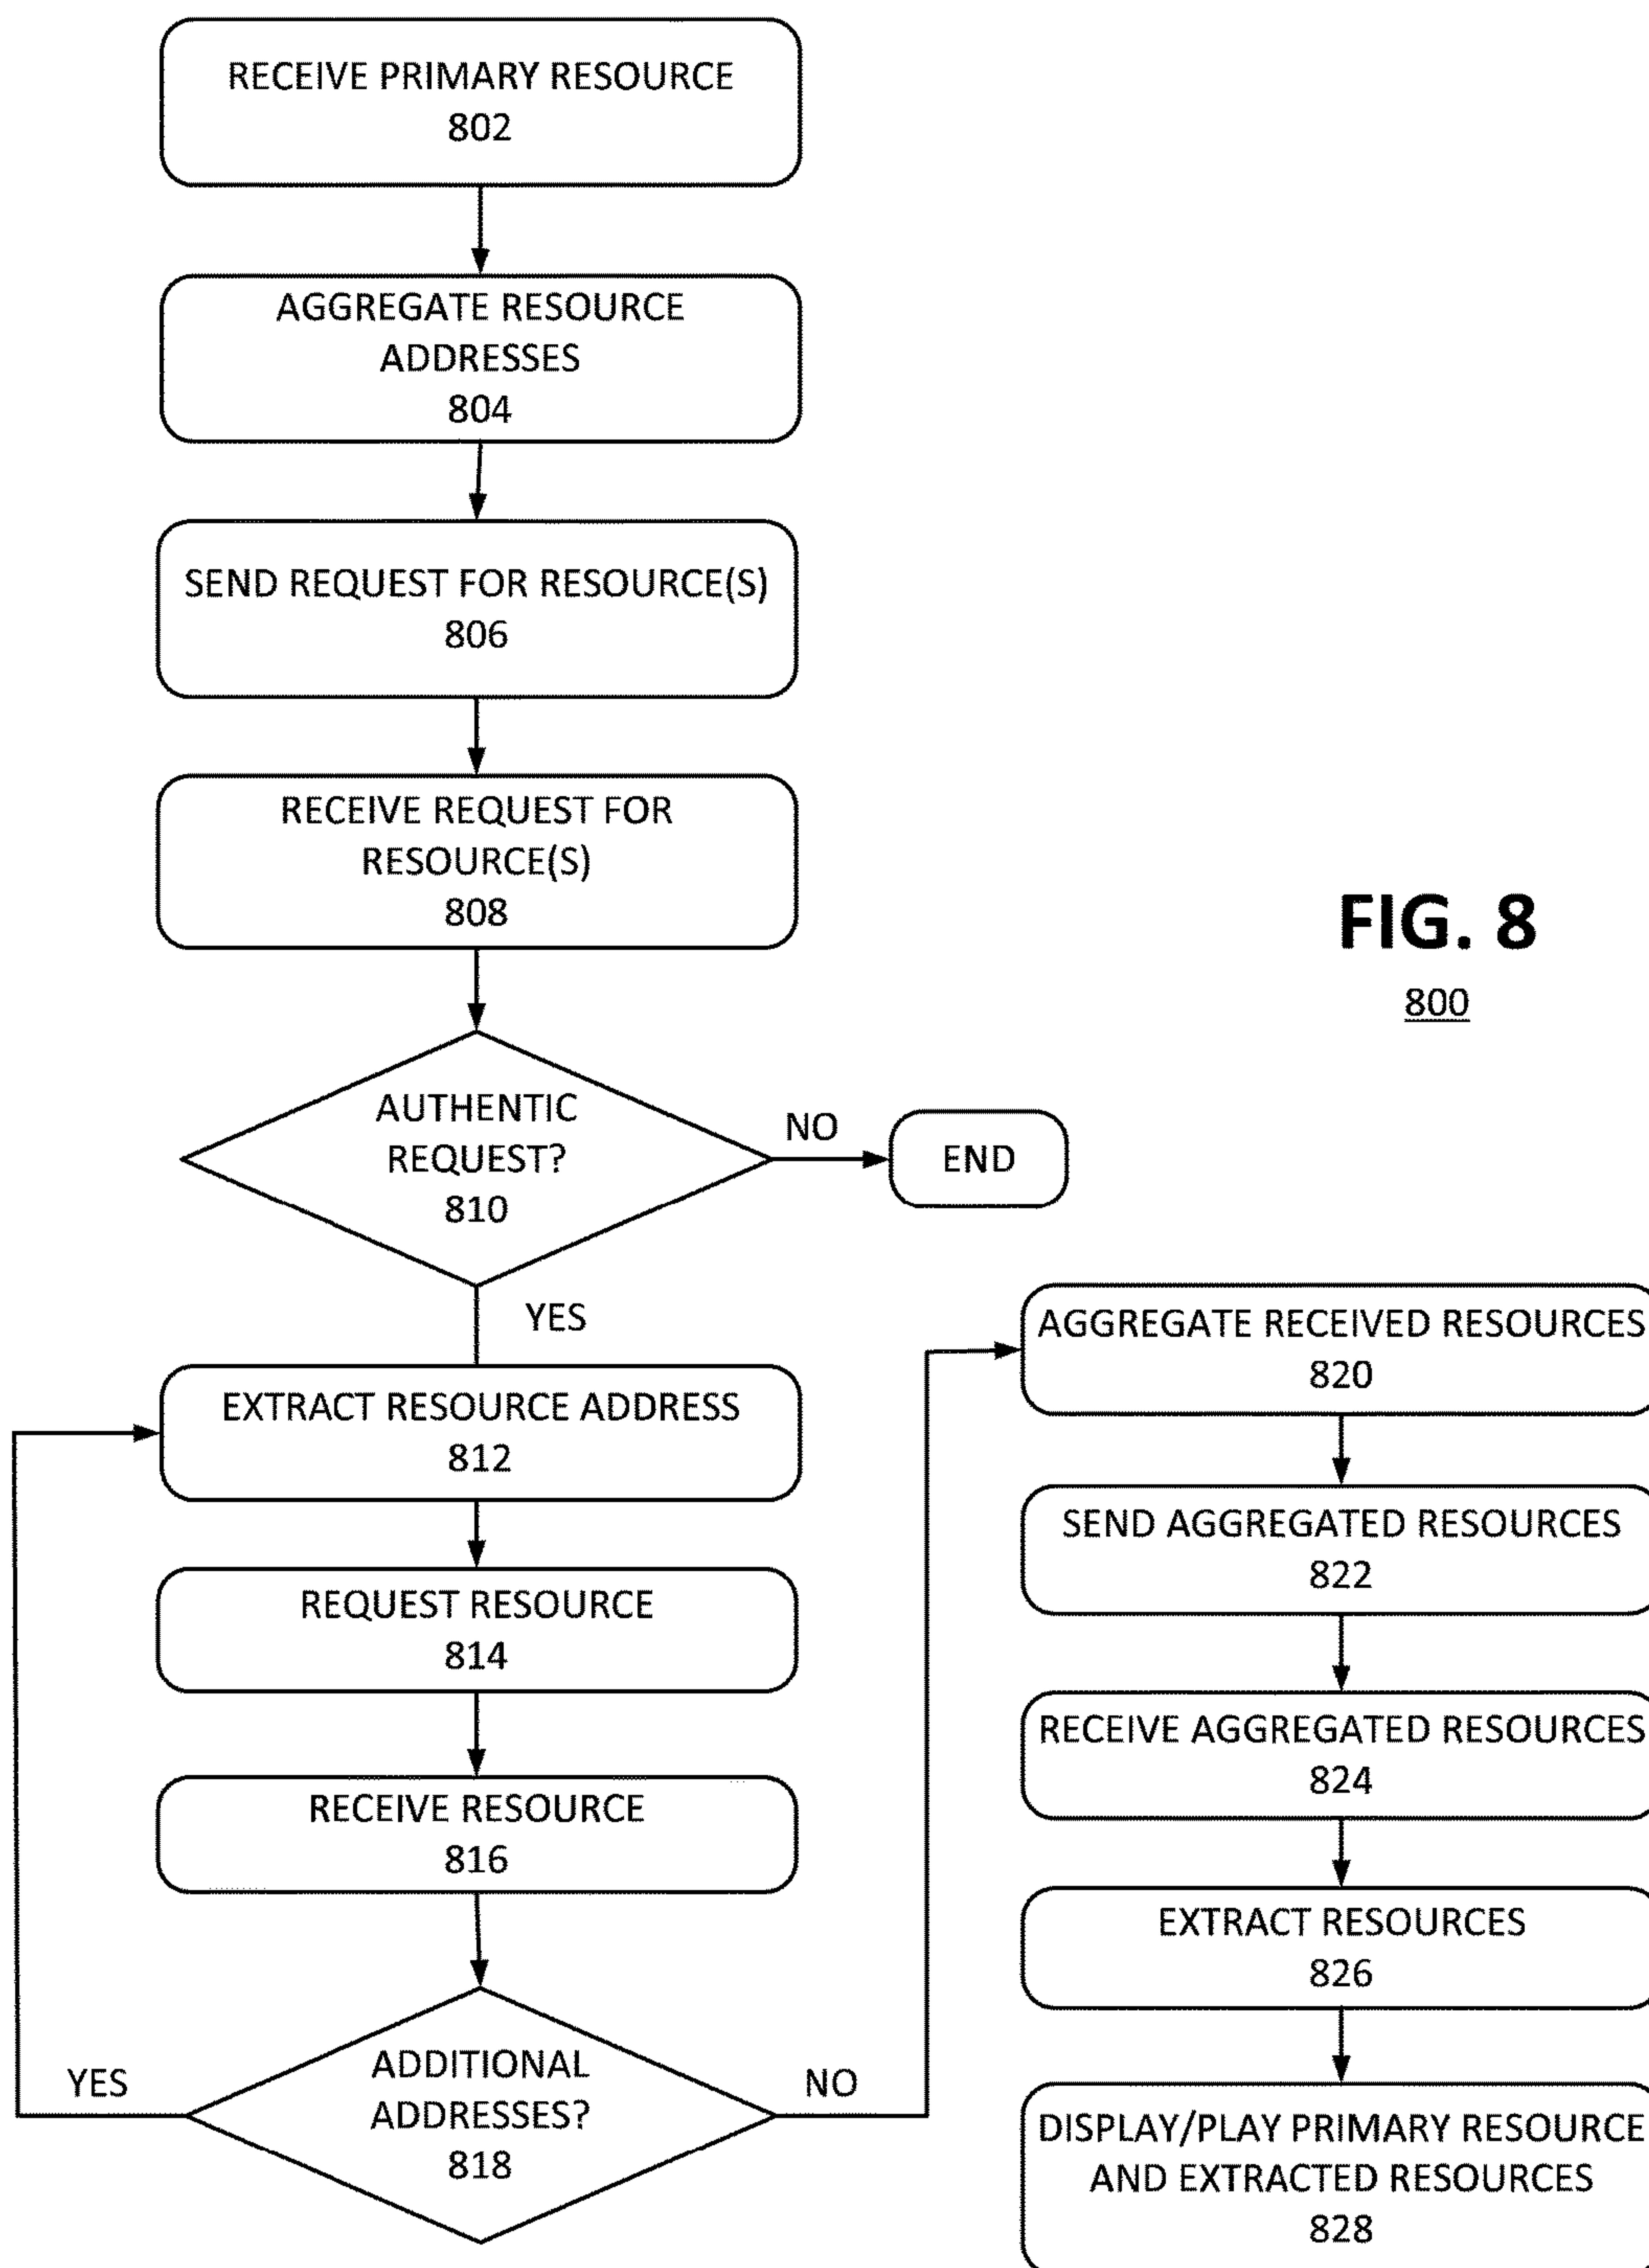 RECEIVE PRIMARY RESOURCE
802
AGGREGATE RESOURCE
ADDRESSES
804
SEND REQUEST FOR RESOURCE(S)
806
RECEIVE REQUEST FOR
RESOURCE(S)
808
FIG. 8
800
AUTHENTIC
REQUEST?
810
NO
END
YES
EXTRACT RESOURCE ADDRESS
812
REQUEST RESOURCE
814
RECEIVE RESOURCE
816
ADDITIONAL
ADDRESSES?
818
YES
NO
AGGREGATE RECEIVED RESOURCES
820
SEND AGGREGATED RESOURCES
822
RECEIVE AGGREGATED RESOURCES
824
EXTRACT RESOURCES
826
DISPLAY/PLAY PRIMARY RESOURCE
AND EXTRACTED RESOURCES
828